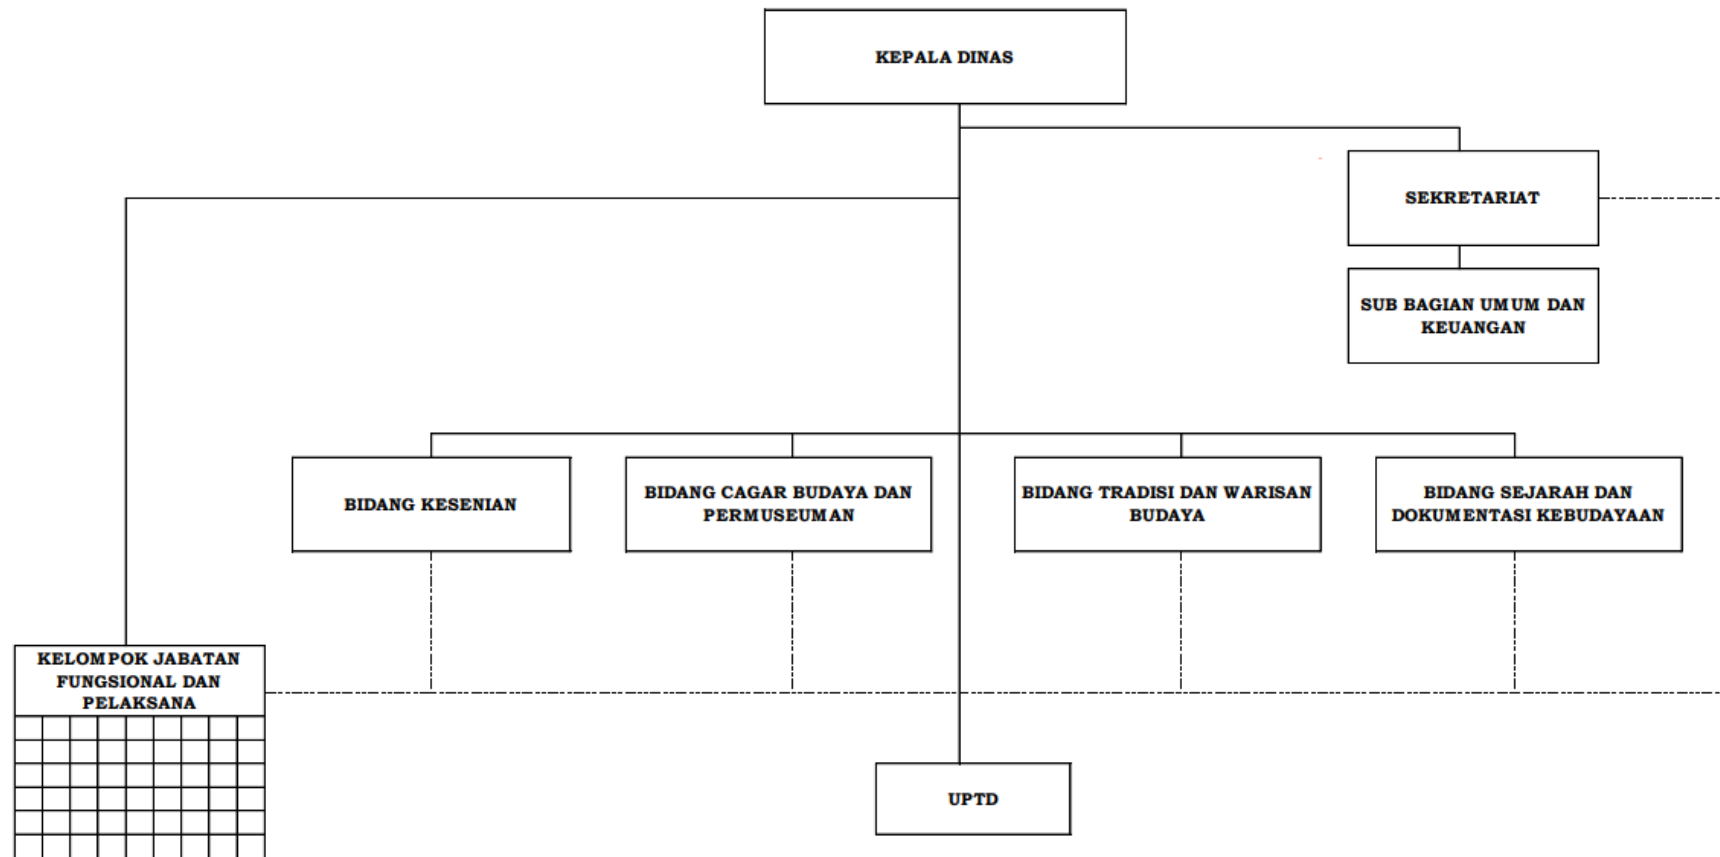 KEPALA DINAS
SEKRETARIAT
SUB BAGIAN UMUM DAN
KEUANGAN
BIDANG KESENIAN
BIDANG CAGAR BUDAYA DAN
PERMUSEUMAN
BIDANG TRADISI DAN WARISAN
BUDAYA
BIDANG SEJARAH DAN
DOKUMENTASI KEBUDAYAAN
KELOMPOK JABATAN
FUNGSIONAL DAN
PELAKSANA
UPTD